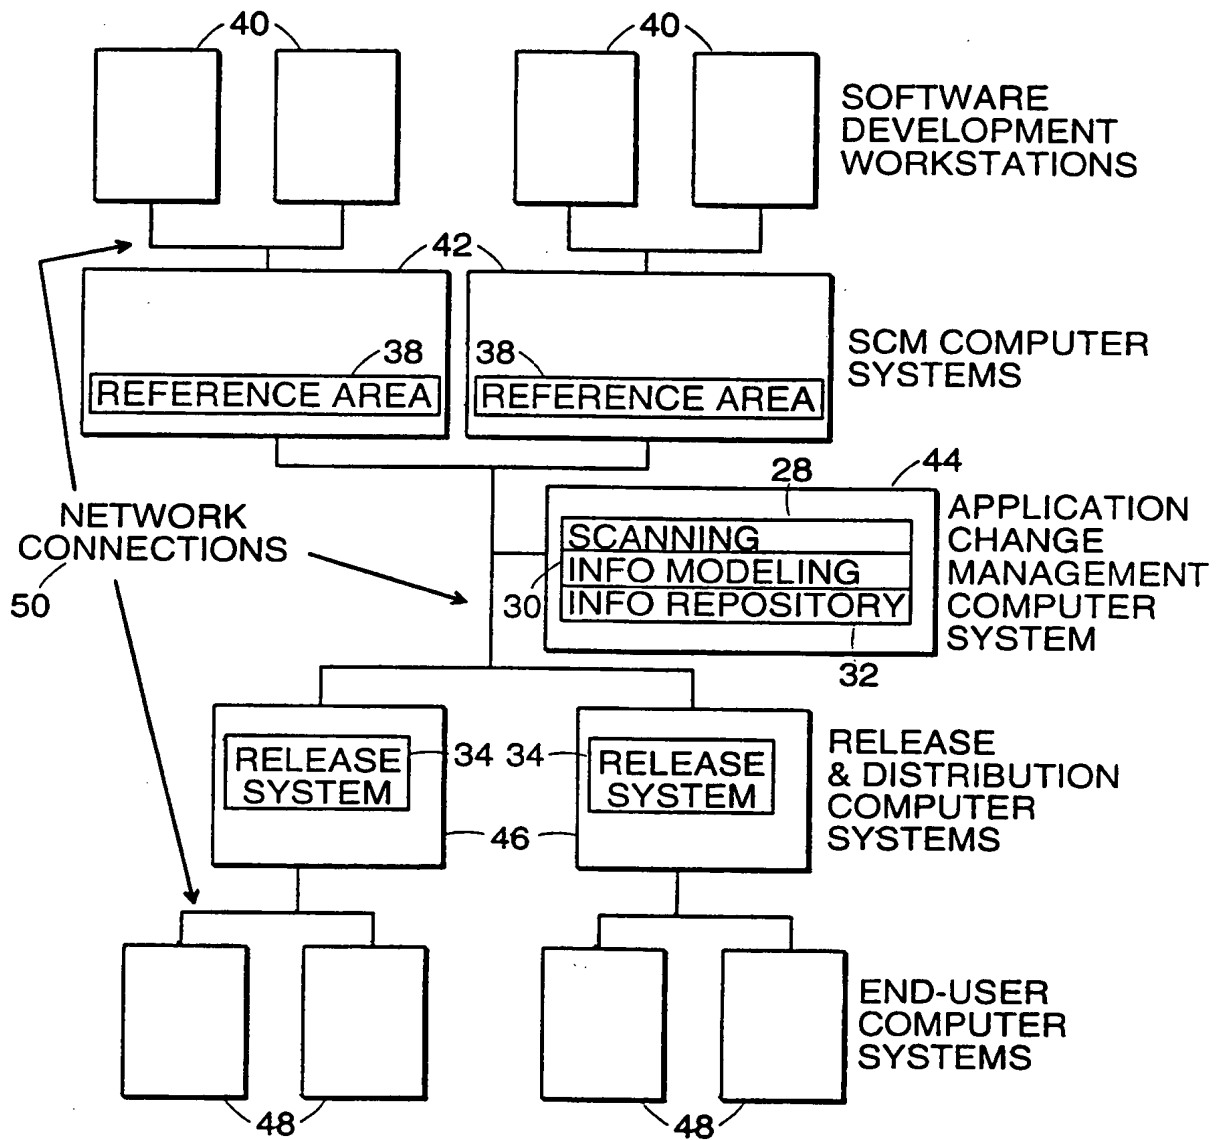 40
40
SOFTWARE
DEVELOPMENT
WORKSTATIONS
42
38
REFERENCE AREA
38
REFERENCE AREA
SCM COMPUTER
SYSTEMS
NETWORK
CONNECTIONS
50
28
44
SCANNING
30
INFO MODELING
INFO REPOSITORY
32
APPLICATION
CHANGE
MANAGEMENT
COMPUTER
SYSTEM
RELEASE
SYSTEM
34
34
RELEASE
SYSTEM
46
RELEASE
& DISTRIBUTION
COMPUTER
SYSTEMS
END-USER
COMPUTER
SYSTEMS
48
48